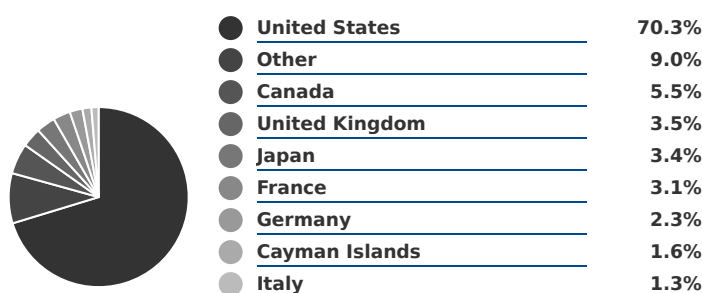 United States 70.3%
Other 9.0%
Canada 5.5%
United Kingdom 3.5%
Japan 3.4%
France 3.1%
Germany 2.3%
Cayman Islands 1.6%
Italy 1.3%